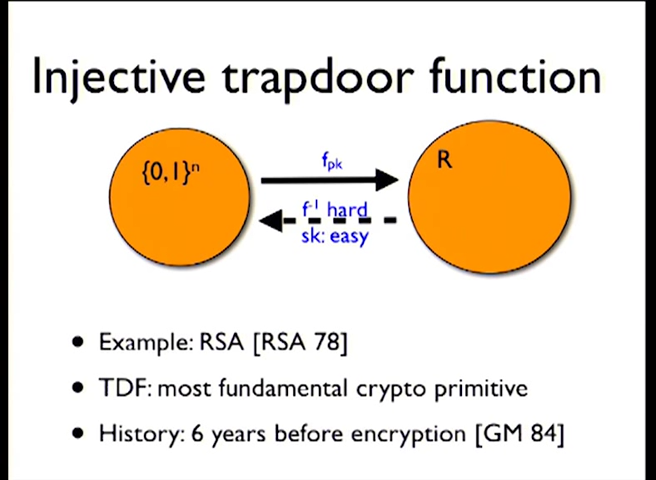 Injective trapdoor function
{0,1}ⁿ
f_pk
R
f⁻¹ hard
sk: easy
• Example: RSA [RSA 78]
• TDF: most fundamental crypto primitive
• History: 6 years before encryption [GM 84]